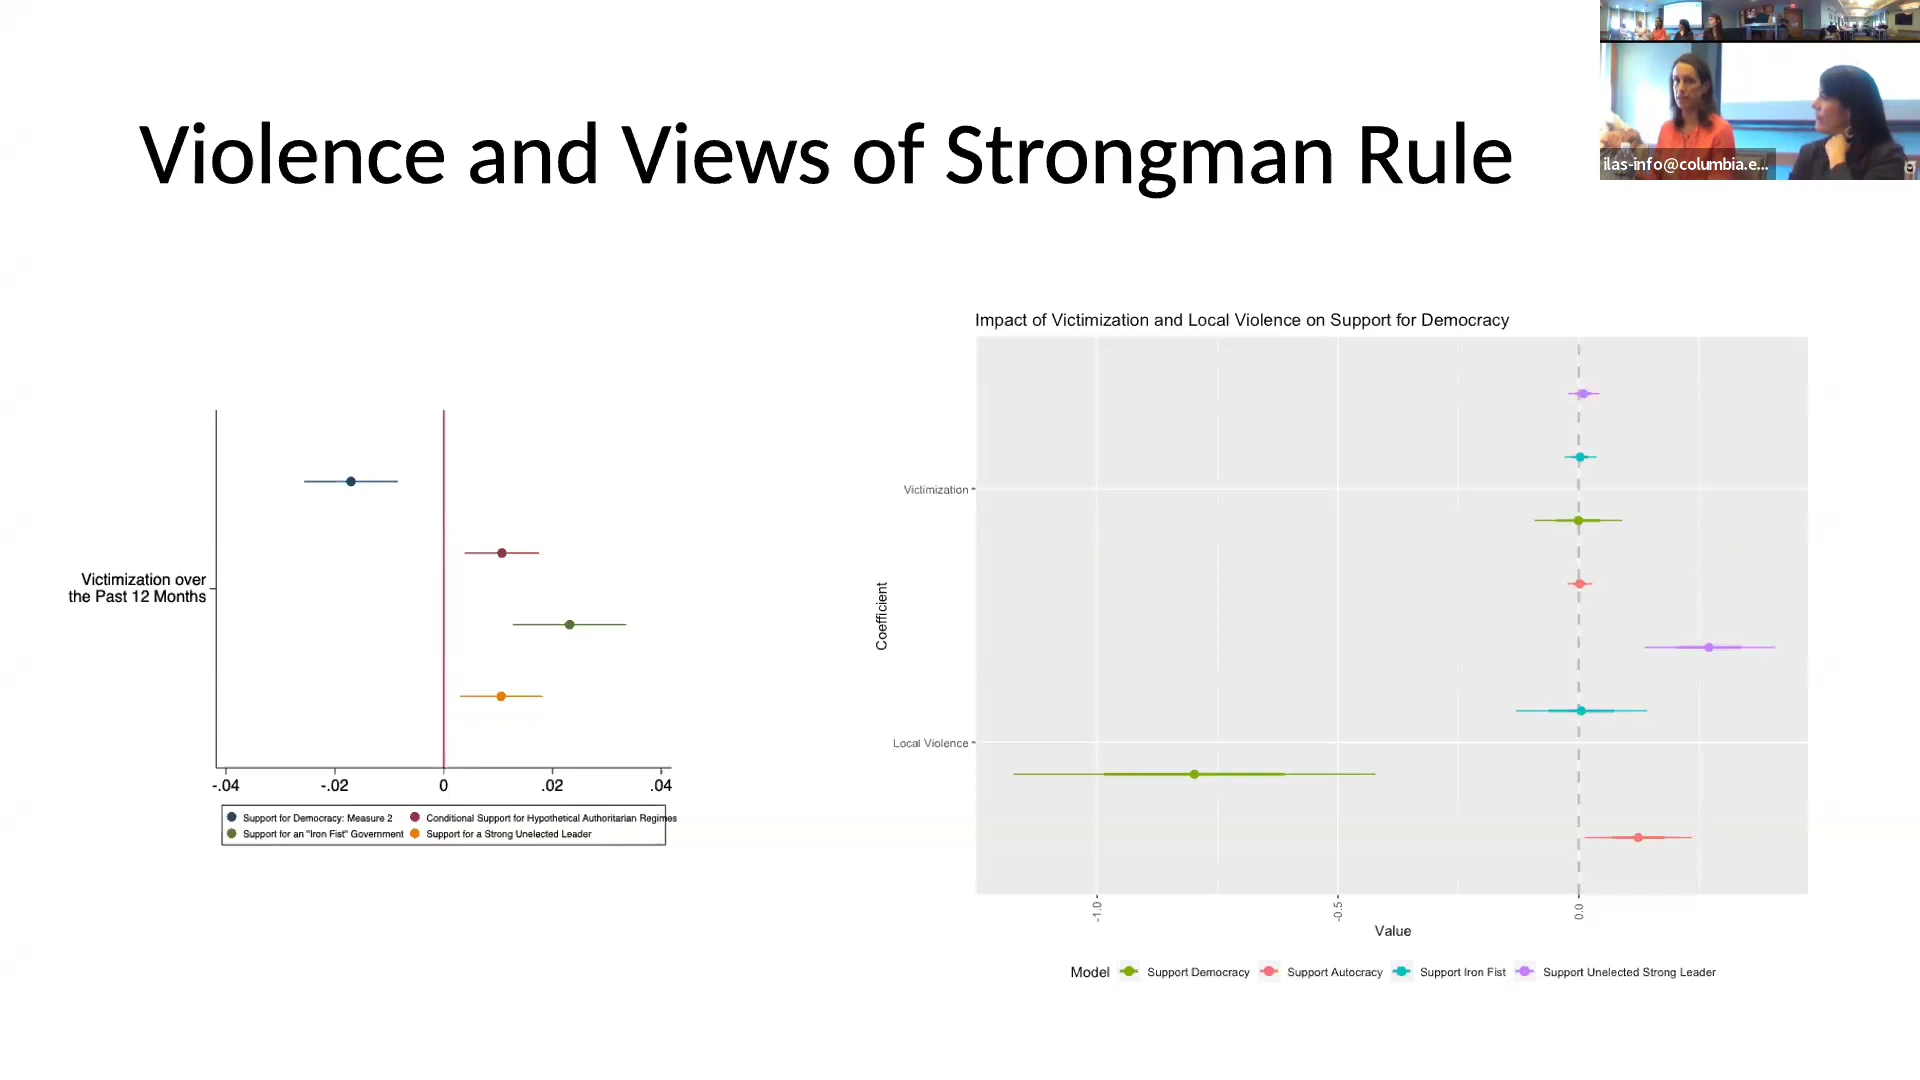 Violence and Views of Strongman Rule
ilas-info@columbia.e...
Victimization over
the Past 12 Months
-.04
-.02
0
.02
.04
Support for Democracy: Measure 2
Conditional Support for Hypothetical Authoritarian Regimes
Support for an "Iron Fist" Government
Support for a Strong Unelected Leader
Impact of Victimization and Local Violence on Support for Democracy
Coefficient
Victimization
Local Violence
-1.0
-0.5
0.0
Value
Model
Support Democracy
Support Autocracy
Support Iron Fist
Support Unelected Strong Leader